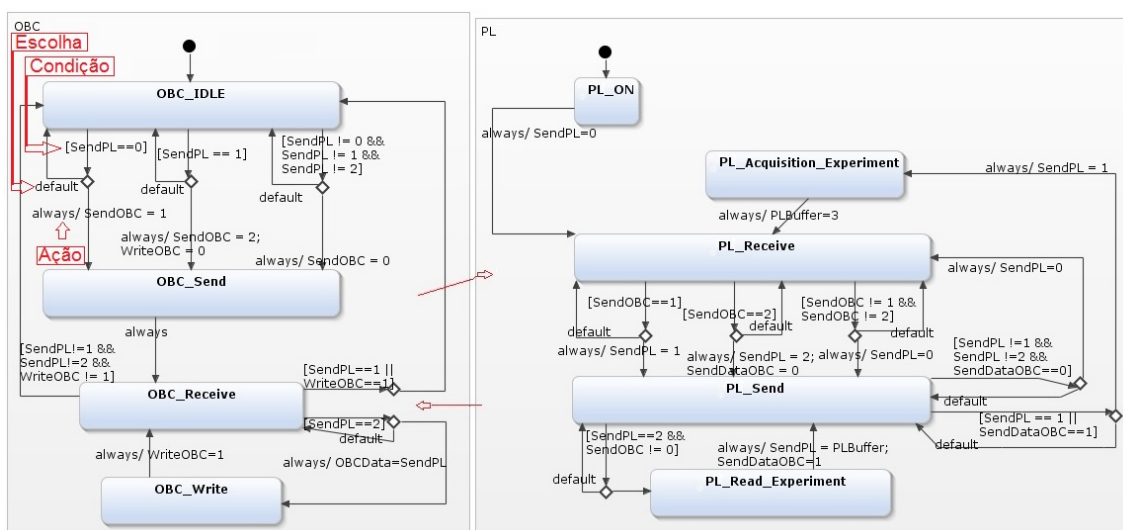 OBC
Escolha
Condição
OBC_IDLE
[SendPL==0]
[SendPL == 1]
[SendPL != 0 &&
SendPL != 1 &&
SendPL != 2]
default
default
default
always/ SendOBC = 1
always/ SendOBC = 2;
WriteOBC = 0
always/ SendOBC = 0
Ação
OBC_Send
always
[SendPL!=1 &&
SendPL!=2 &&
WriteOBC != 1]
[SendPL==1 ||
WriteOBC==1]
OBC_Receive
[SendPL==2]
default
always/ WriteOBC=1
always/ OBCData=SendPL
OBC_Write
PL
PL_ON
always/ SendPL=0
PL_Acquisition_Experiment
always/ SendPL = 1
always/ PLBuffer=3
PL_Receive
always/ SendPL=0
[SendOBC==1]
[SendOBC==2]
[SendOBC != 1 &&
SendOBC != 2]
default
default
default
always/ SendPL = 1
always/ SendPL = 2;
SendDataOBC = 0
always/ SendPL=0
[SendPL !=1 &&
SendPL !=2 &&
SendDataOBC==0]
PL_Send
default
[SendPL == 1 ||
SendDataOBC==1]
default
[SendPL==2 &&
SendOBC != 0]
always/ SendPL = PLBuffer;
SendDataOBC=1
default
PL_Read_Experiment